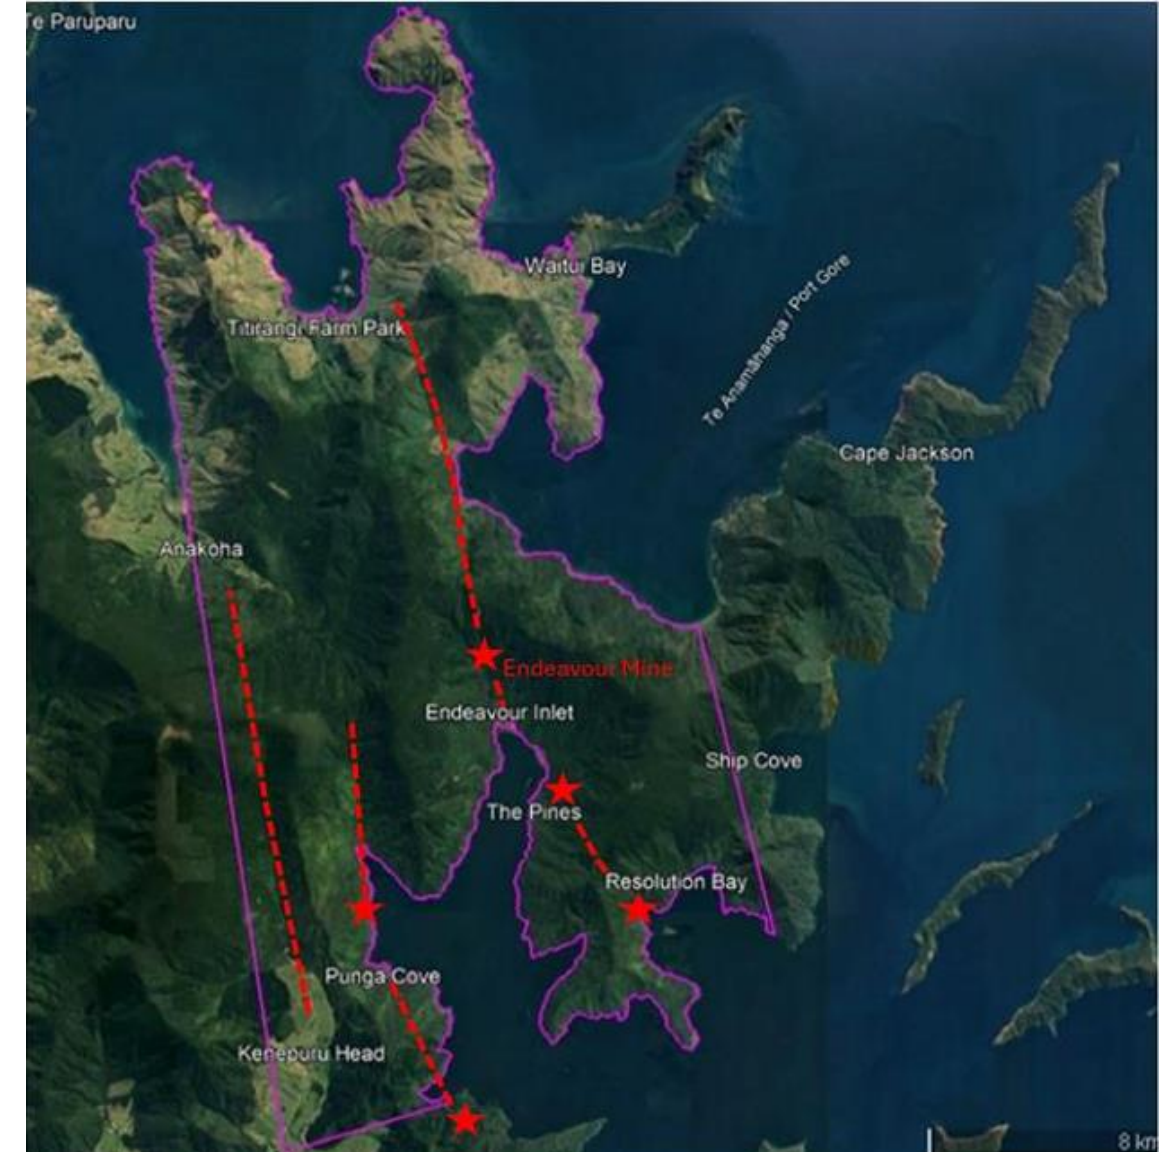 Te Paruparu
Waitui Bay
Te Anamāhanga / Port Gore
Titirangi Farm Park
Cape Jackson
Anakoha
Endeavour Mine
Endeavour Inlet
Ship Cove
The Pines
Resolution Bay
Punga Cove
Kenepuru Head
8 km